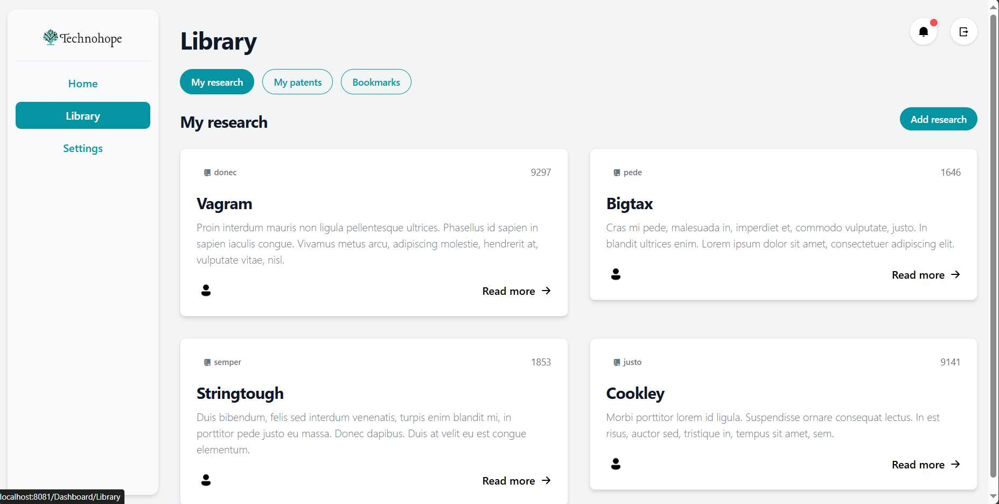 Technohope
Home
Library
Settings
Library
My research
My patents
Bookmarks
My research
Add research
donec
9297
Vagram
Proin interdum mauris non ligula pellentesque ultrices. Phasellus id sapien in
sapien iaculis congue. Vivamus metus arcu, adipiscing molestie, hendrerit at,
vulputate vitae, nisl.
Read more
pede
1646
Bigtax
Cras mi pede, malesuada in, imperdiet et, commodo vulputate, justo. In
blandit ultrices enim. Lorem ipsum dolor sit amet, consectetuer adipiscing elit.
Read more
semper
1853
Stringtough
Duis bibendum, felis sed interdum venenatis, turpis enim blandit mi, in
porttitor pede justo eu massa. Donec dapibus. Duis at velit eu est congue
elementum.
Read more
justo
9141
Cookley
Morbi porttitor lorem id ligula. Suspendisse ornare consequat lectus. In est
risus, auctor sed, tristique in, tempus sit amet, sem.
Read more
localhost:8081/Dashboard/Library